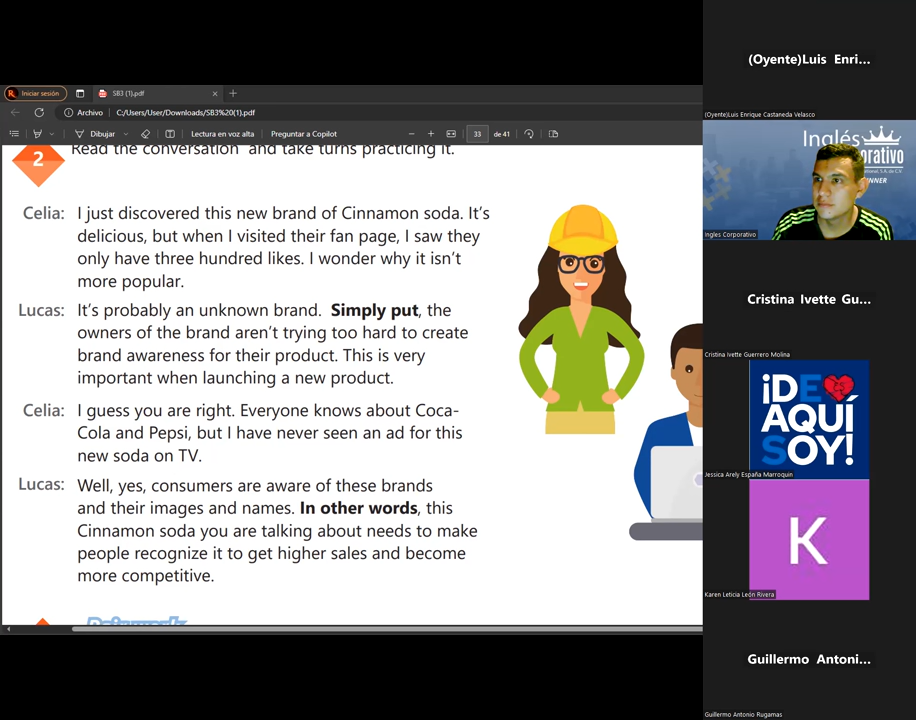 Iniciar sesión
SB3 (1).pdf
Archivo C:/Users/User/Downloads/SB3%20(1).pdf
Dibujar
Lectura en voz alta
Preguntar a Copilot
33 de 41
2
Read the conversation and take turns practicing it.
Celia: I just discovered this new brand of Cinnamon soda. It's
delicious, but when I visited their fan page, I saw they
only have three hundred likes. I wonder why it isn't
more popular.
Lucas: It's probably an unknown brand. Simply put, the
owners of the brand aren't trying too hard to create
brand awareness for their product. This is very
important when launching a new product.
Celia: I guess you are right. Everyone knows about Coca-
Cola and Pepsi, but I have never seen an ad for this
new soda on TV.
Lucas: Well, yes, consumers are aware of these brands
and their images and names. In other words, this
Cinnamon soda you are talking about needs to make
people recognize it to get higher sales and become
more competitive.
(Oyente)Luis Enri...
(Oyente)Luis Enrique Castaneda Velasco
Inglés
Ingles Corporativo
Cristina Ivette Gu...
Cristina Ivette Guerrero Molina
¡DE
AQUÍ
SOY!
Jessica Arely España Marroquin
K
Karen Leticia León Rivera
Guillermo Antoni...
Guillermo Antonio Rugamas